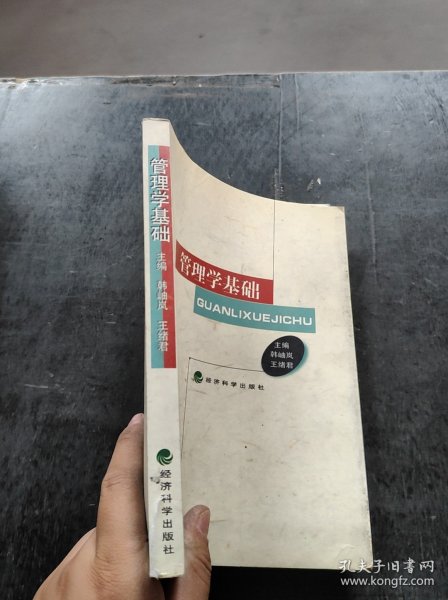 管理学基础
主编 韩岫岚 王绪君
经济科学出版社
管理学基础
GUANLIXUEJICHU
主编
韩岫岚
王绪君
经济科学出版社
孔夫子旧书网
www.kongfz.com